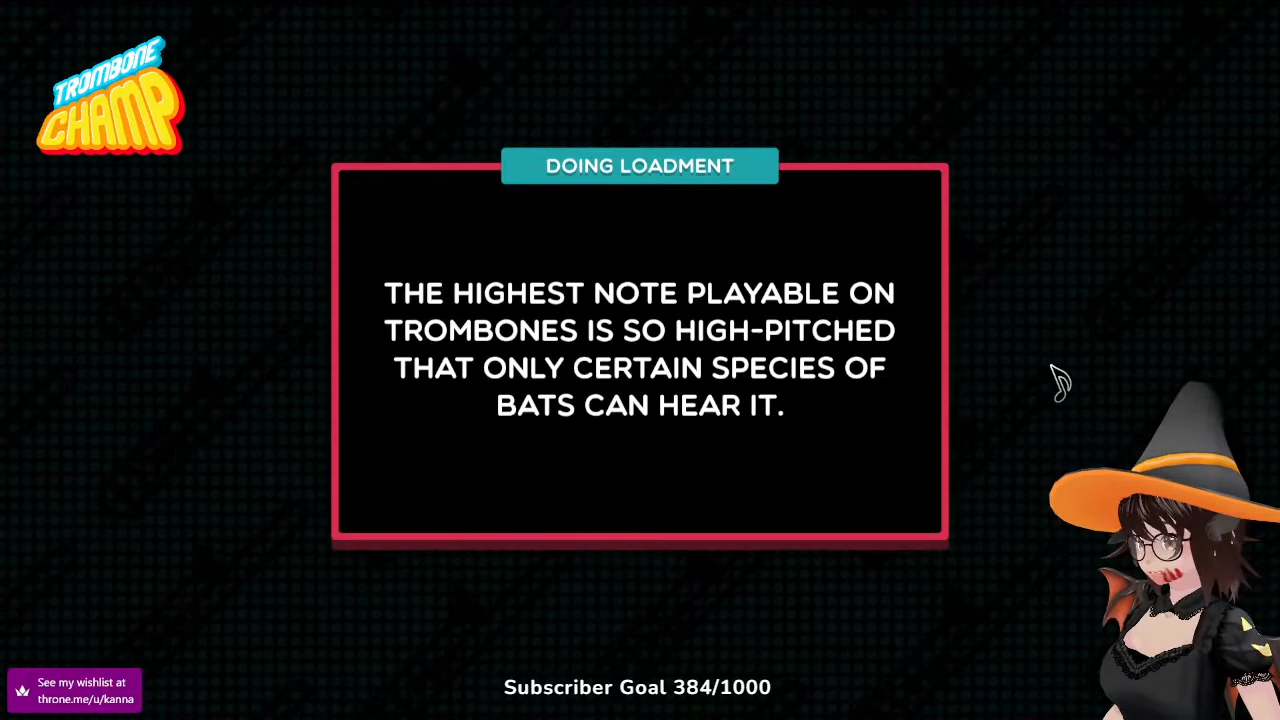 TROMBONE
CHAMP
DOING LOADMENT
THE HIGHEST NOTE PLAYABLE ON
TROMBONES IS SO HIGH-PITCHED
THAT ONLY CERTAIN SPECIES OF
BATS CAN HEAR IT.
See my wishlist at
throne.me/u/kanna
Subscriber Goal 384/1000